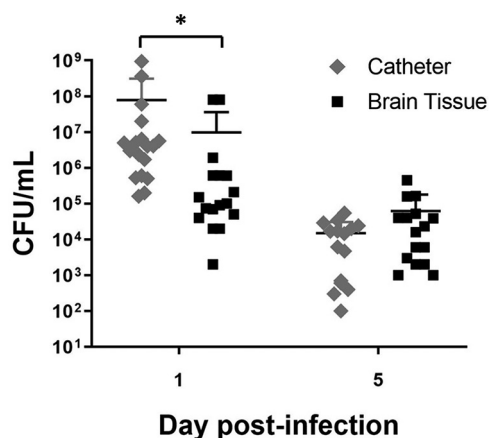 *
Catheter
Brain Tissue
CFU/mL
10⁹
10⁸
10⁷
10⁶
10⁵
10⁴
10³
10²
10¹
1 5
Day post-infection